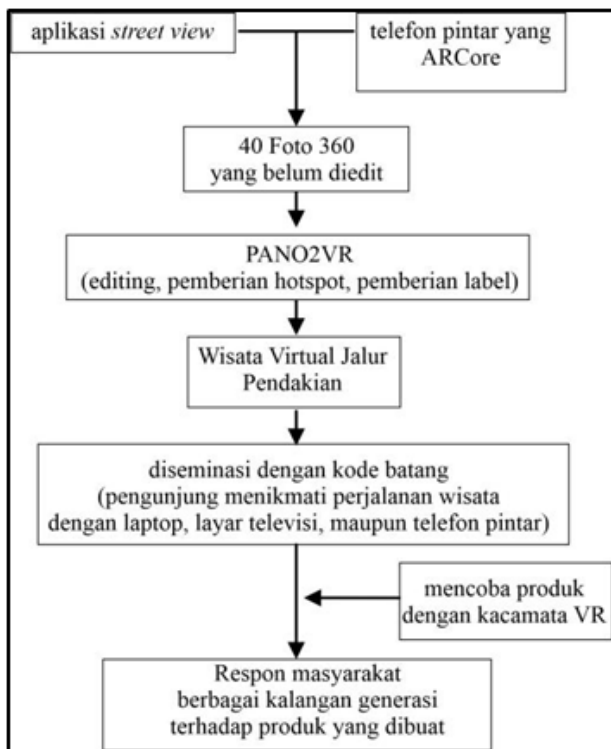 aplikasi street view
telefon pintar yang
ARCore
40 Foto 360
yang belum diedit
PANO2VR
(editing, pemberian hotspot, pemberian label)
Wisata Virtual Jalur
Pendakian
diseminasi dengan kode batang
(pengunjung menikmati perjalanan wisata
dengan laptop, layar televisi, maupun telefon pintar)
mencoba produk
dengan kacamata VR
Respon masyarakat
berbagai kalangan generasi
terhadap produk yang dibuat